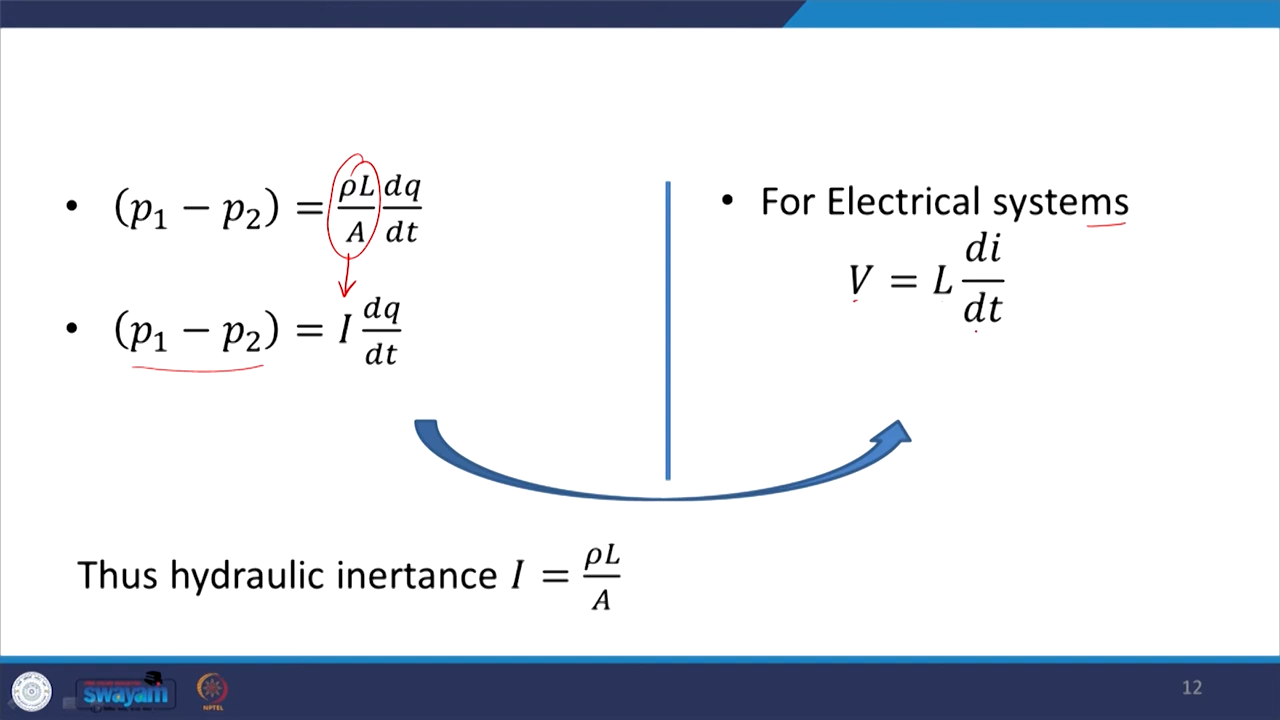 • (p₁ − p₂) = ρL/A dq/dt
• (p₁ − p₂) = I dq/dt
• For Electrical systems
V = L di/dt
Thus hydraulic inertance I = ρL/A
swayam
NPTEL
12